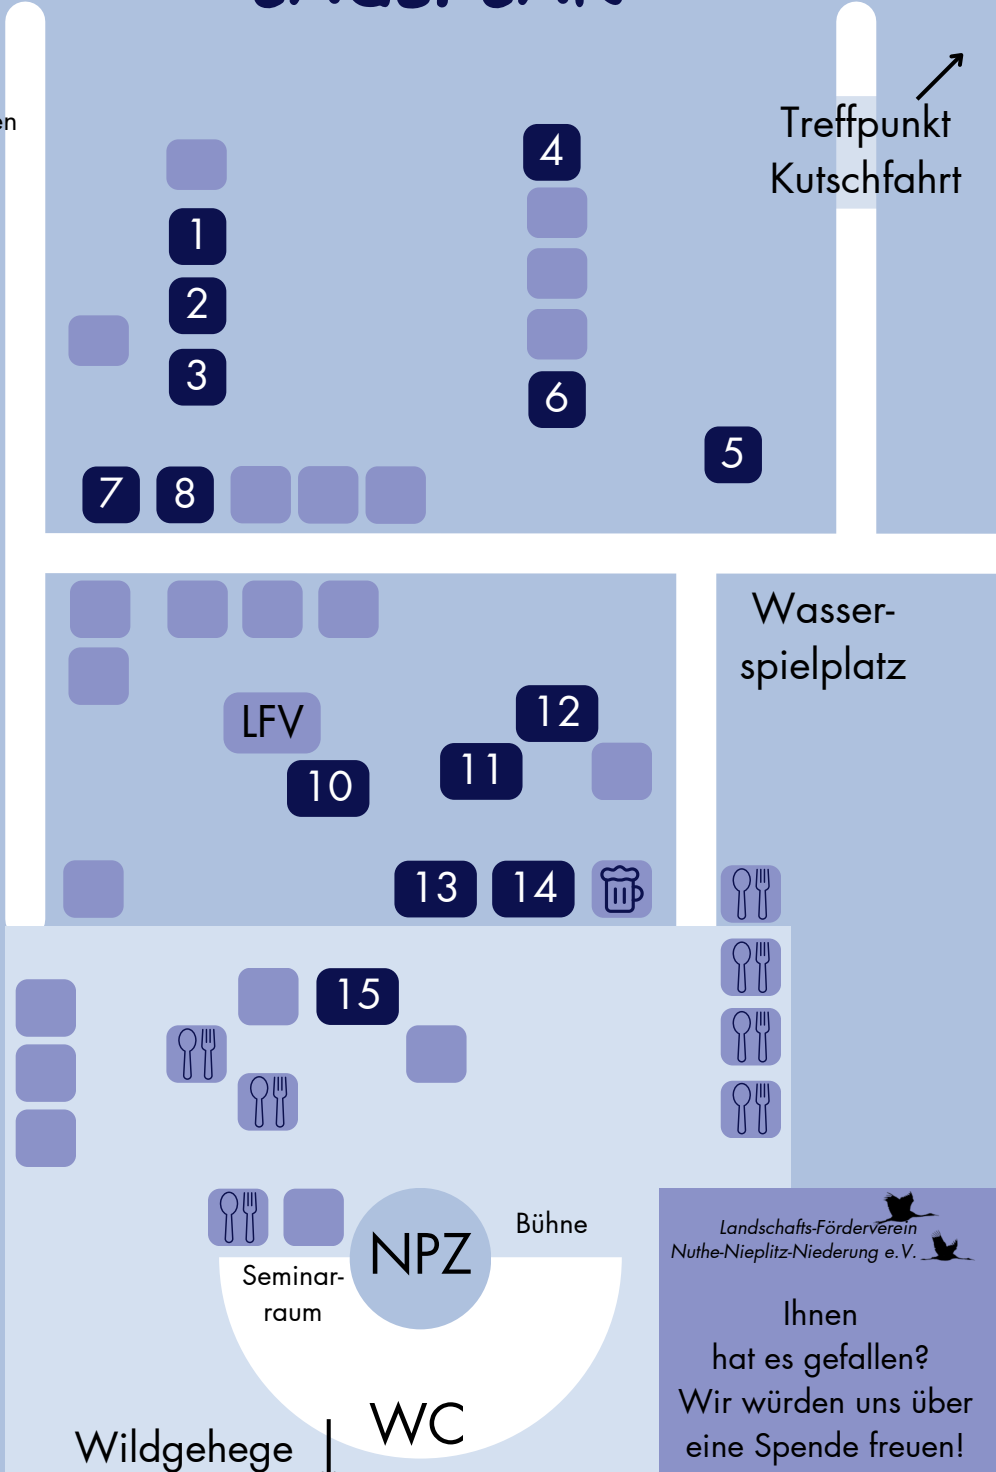 LAGEPLAN
en
Treffpunkt
Kutschfahrt
4
1
2
3
6
5
7
8
Wasser-
spielplatz
LFV
12
11
10
13
14
15
NPZ
Bühne
Seminar-
raum
WC
Wildgehege
Landschafts-Förderverein
Nuthe-Nieplitz-Niederung e.V.
Ihnen
hat es gefallen?
Wir würden uns über
eine Spende freuen!